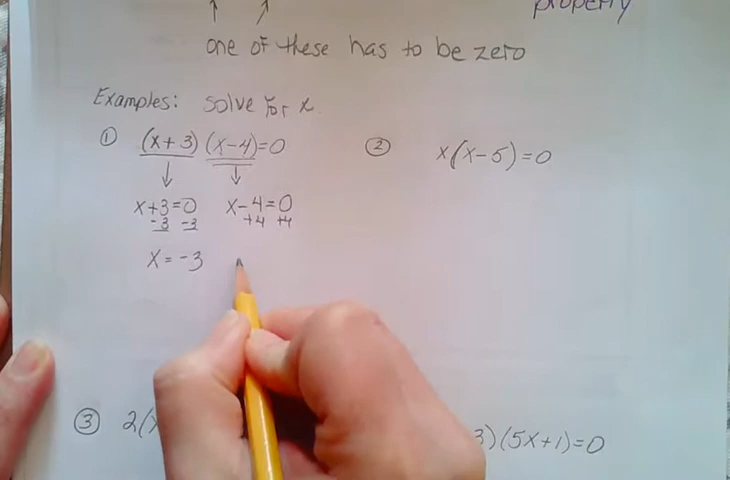 property
one of these has to be zero
Examples: solve for x.
① (x+3)(x-4)=0
x+3=0 x-4=0
-3 -3 +4 +4
x = -3
② x(x-5)=0
③ 2(x
3)(5x+1)=0